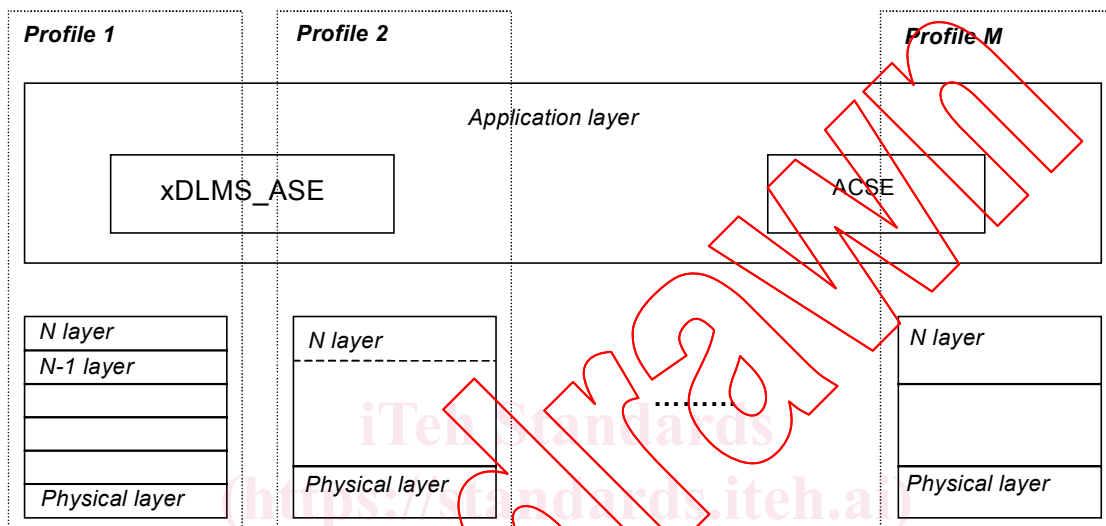 Profile 1
Profile 2
Profile M
Application layer
xDLMS_ASE
ACSE
N layer
N-1 layer
Physical layer
N layer
Physical layer
..........
N layer
Physical layer
iTeh Standards
(https://standards.iteh.ai)
drawn